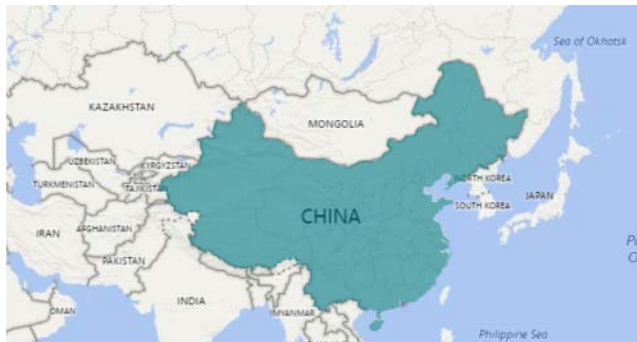 Sea of Okhotsk
KAZAKHSTAN
MONGOLIA
UZBEKISTAN
KYRGYZSTAN
TURKMENISTAN
TAJIKISTAN
NORTH KOREA
JAPAN
SOUTH KOREA
CHINA
IRAN
AFGHANISTAN
PAKISTAN
INDIA
OMAN
MYANMAR
Pa
O
Philippine Sea